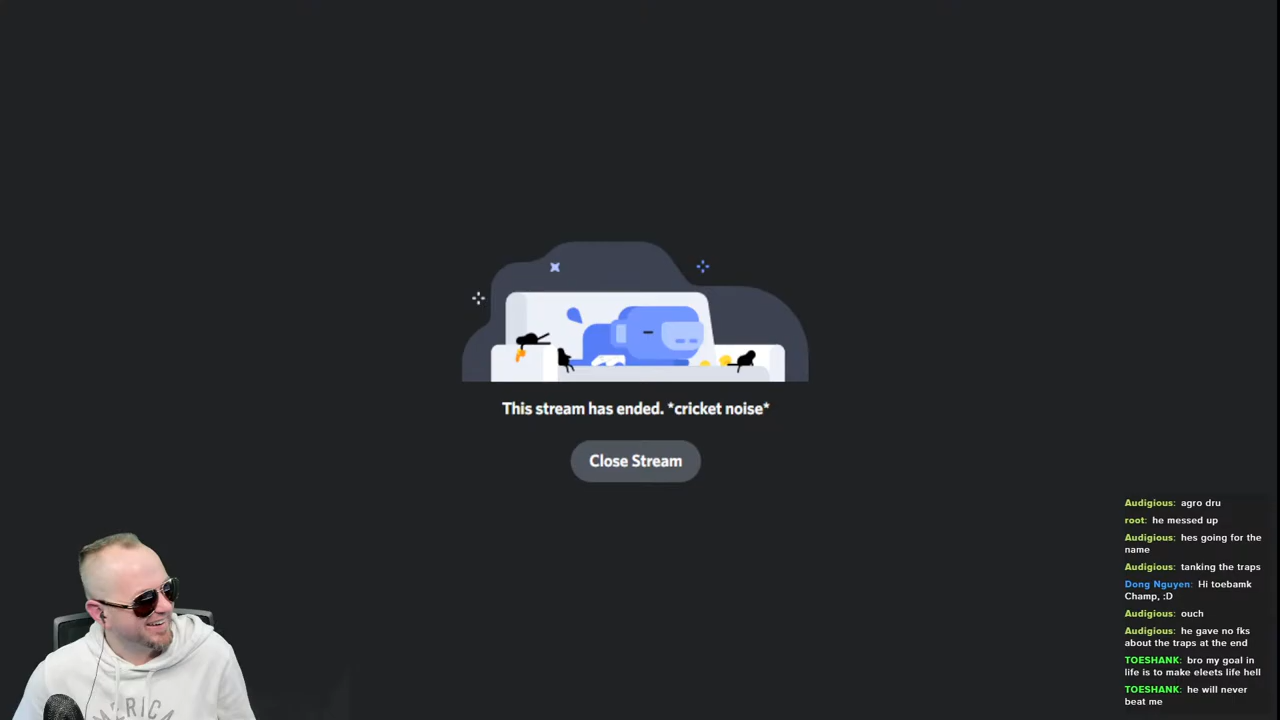 This stream has ended. *cricket noise*
Close Stream
Audigious: agro dru
root: he messed up
Audigious: hes going for the
name
Audigious: tanking the traps
Dong Nguyen: Hi toebamk
Champ, :D
Audigious: ouch
Audigious: he gave no fks
about the traps at the end
TOESHANK: bro my goal in
life is to make eleets life hell
TOESHANK: he will never
beat me